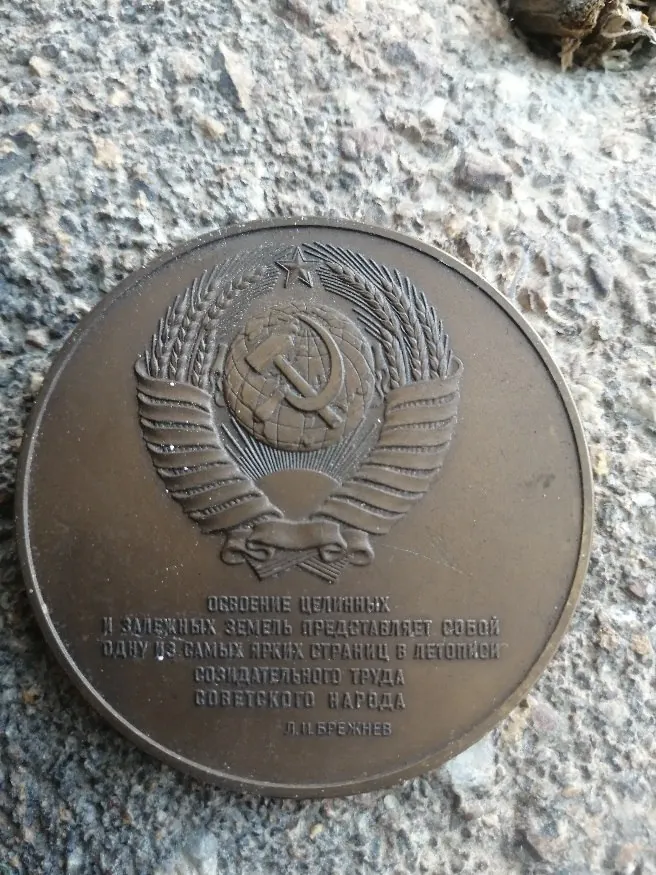 ОСВОЕНИЕ ЦЕЛИННЫХ
И ЗАЛЕЖНЫХ ЗЕМЕЛЬ ПРЕДСТАВЛЯЕТ СОБОЙ
ОДНУ ИЗ САМЫХ ЯРКИХ СТРАНИЦ В ЛЕТОПИСИ
СОЗИДАТЕЛЬНОГО ТРУДА
СОВЕТСКОГО НАРОДА
Л.И.БРЕЖНЕВ